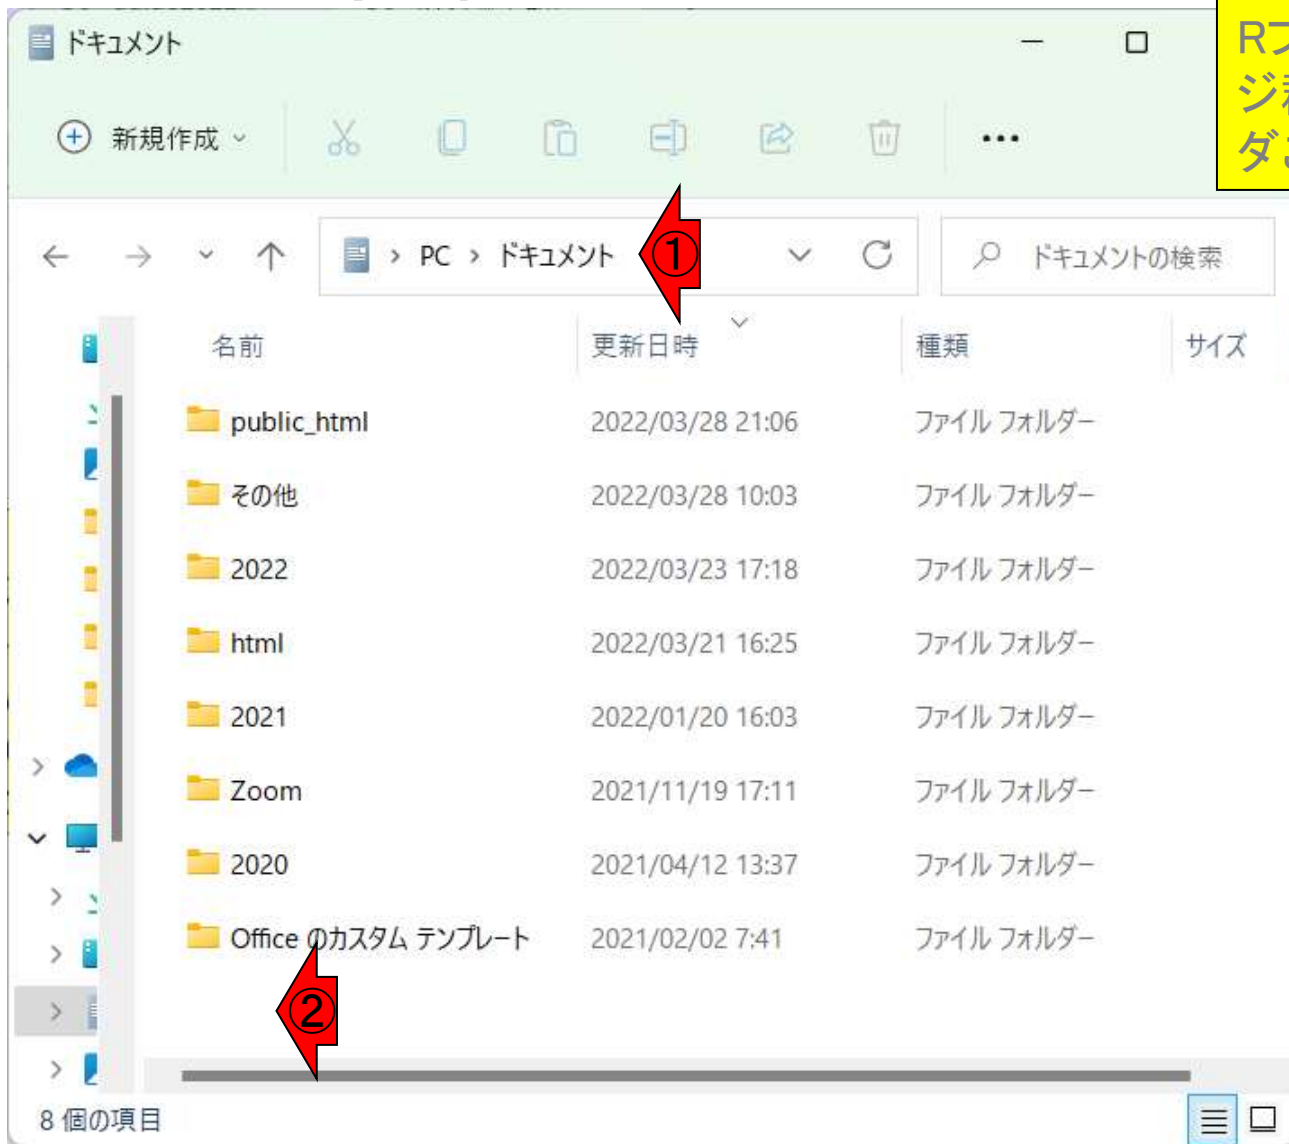 ドキュメント
新規作成
PC > ドキュメント
①
ドキュメントの検索
名前 更新日時 種類 サイズ
public_html 2022/03/28 21:06 ファイル フォルダー
その他 2022/03/28 10:03 ファイル フォルダー
2022 2022/03/23 17:18 ファイル フォルダー
html 2022/03/21 16:25 ファイル フォルダー
2021 2022/01/20 16:03 ファイル フォルダー
Zoom 2021/11/19 17:11 ファイル フォルダー
2020 2021/04/12 13:37 ファイル フォルダー
Office のカスタム テンプレート 2021/02/02 7:41 ファイル フォルダー
②
8 個の項目